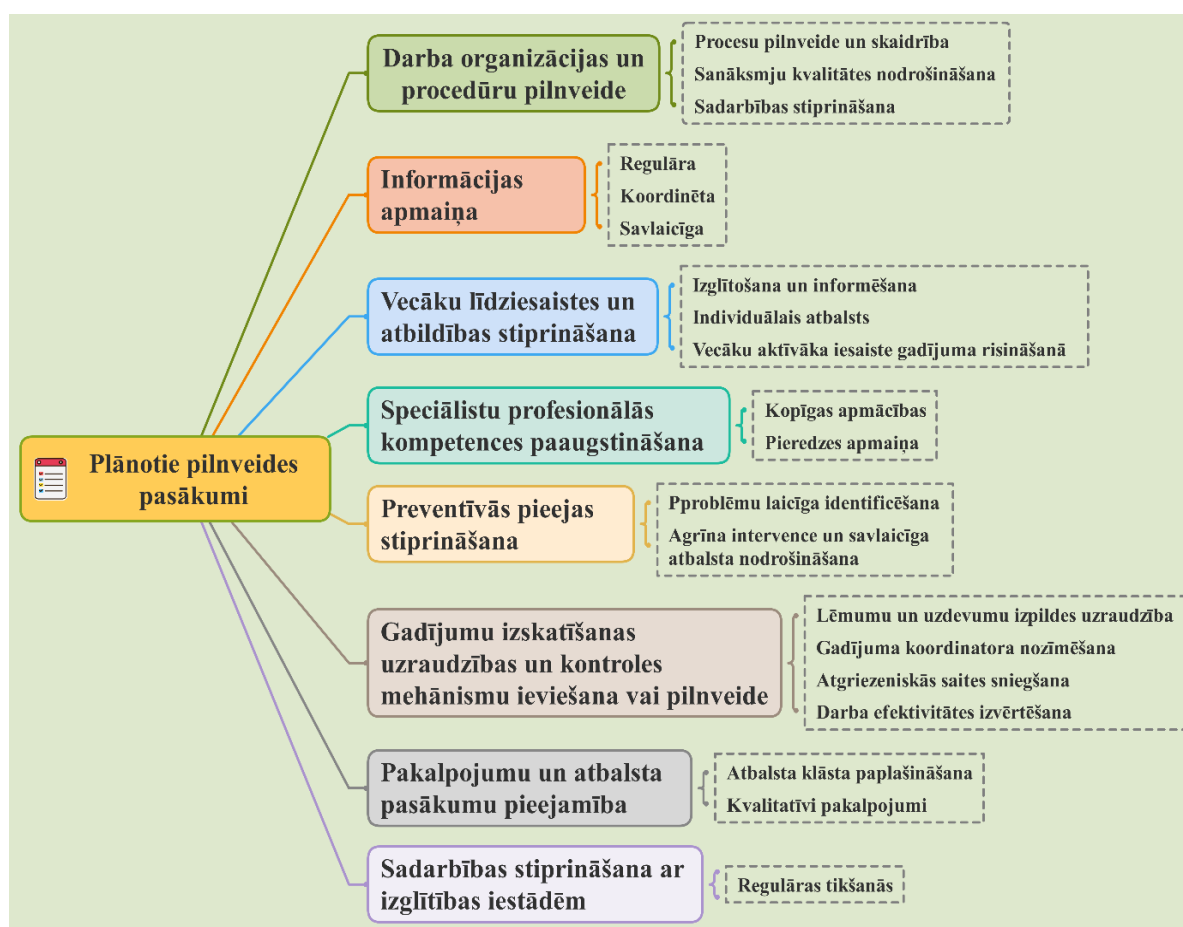 Plānotie pilnveides
pasākumi
Darba organizācijas un
procedūru pilnveide
Procesu pilnveide un skaidrība
Sanāksmju kvalitātes nodrošināšana
Sadarbības stiprināšana
Informācijas
apmaiņa
Regulāra
Koordinēta
Savlaicīga
Vecāku līdziesaistes un
atbildības stiprināšana
Izglītošana un informēšana
Individuālais atbalsts
Vecāku aktīvāka iesaiste gadījuma risināšanā
Speciālistu profesionālās
kompetences paaugstināšana
Kopīgas apmācības
Pieredzes apmaiņa
Preventīvās pieejas
stiprināšana
Pproblēmu laicīga identificēšana
Agrīna intervence un savlaicīga
atbalsta nodrošināšana
Gadījumu izskatīšanas
uzraudzības un kontroles
mehānismu ieviešana vai pilnveide
Lēmumu un uzdevumu izpildes uzraudzība
Gadījuma koordinatora nozīmēšana
Atgriezeniskās saites sniegšana
Darba efektivitātes izvērtēšana
Pakalpojumu un atbalsta
pasākumu pieejamība
Atbalsta klāsta paplašināšana
Kvalitatīvi pakalpojumi
Sadarbības stiprināšana ar
izglītības iestādēm
Regulāras tikšanās